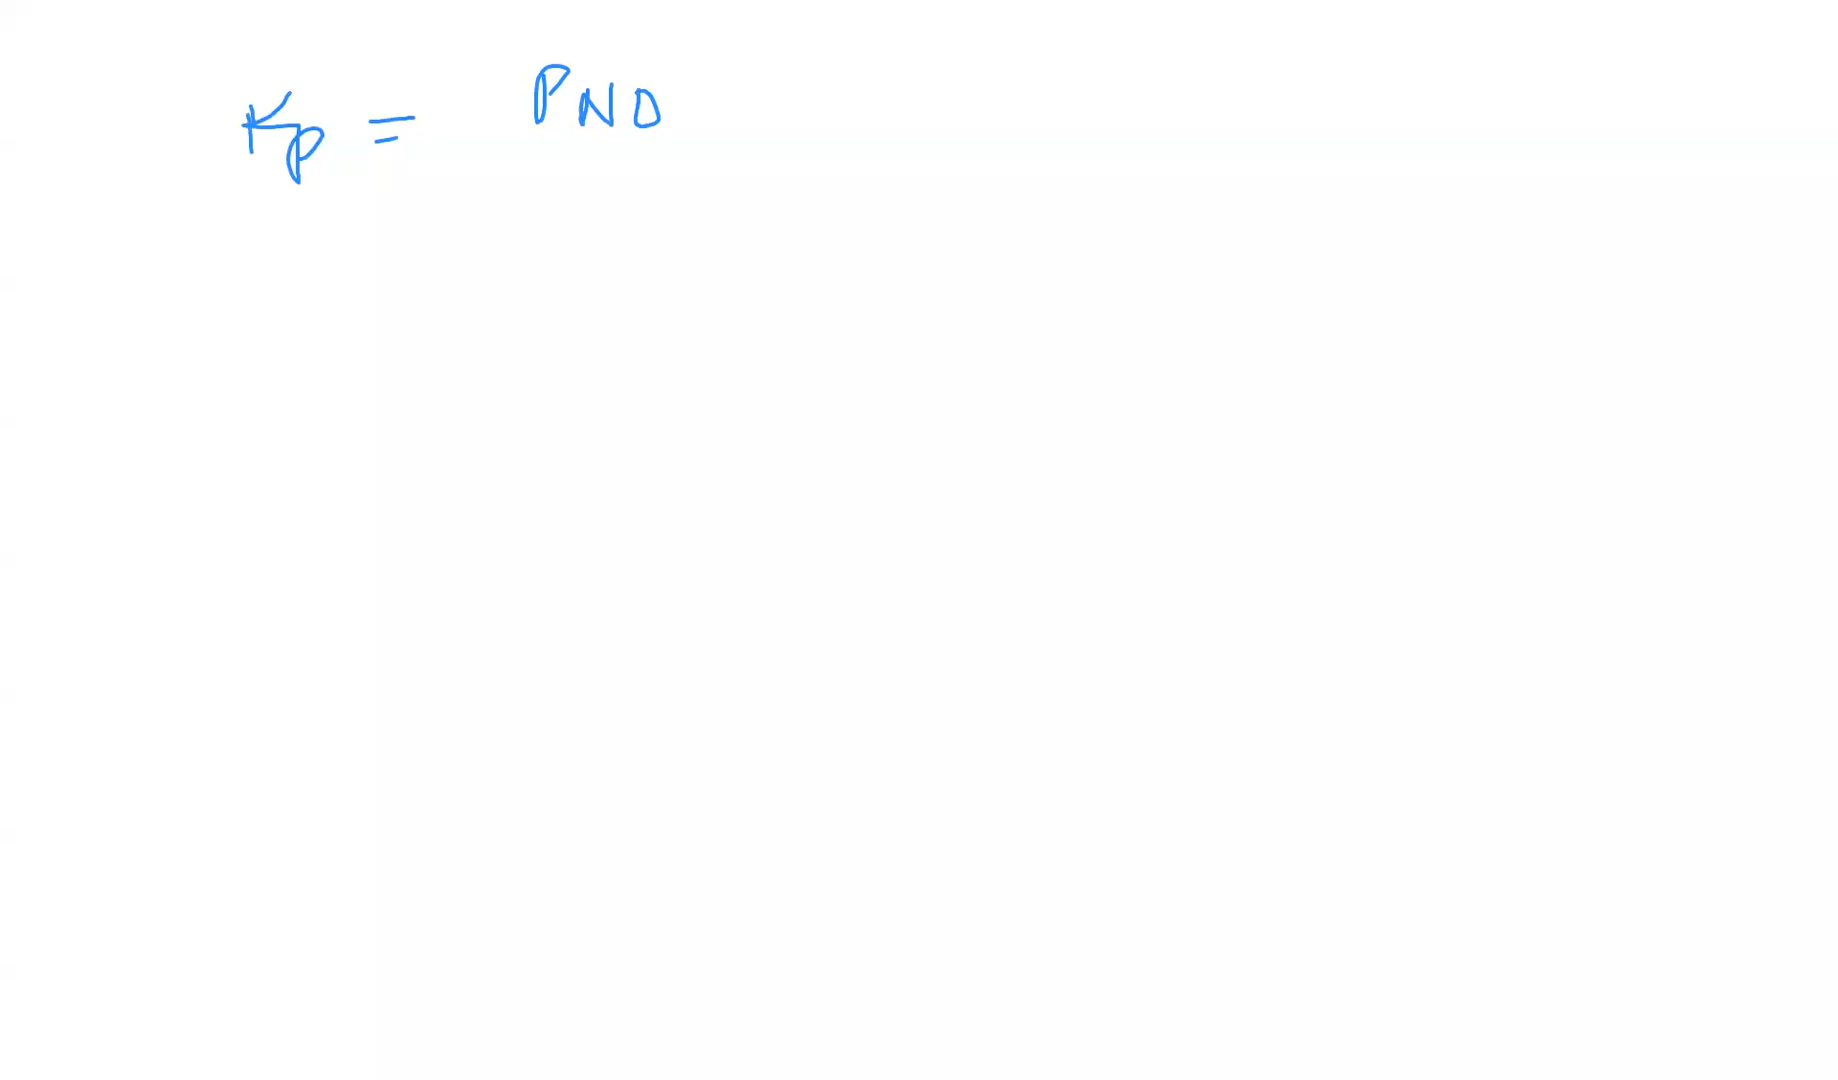 Kp = PNO